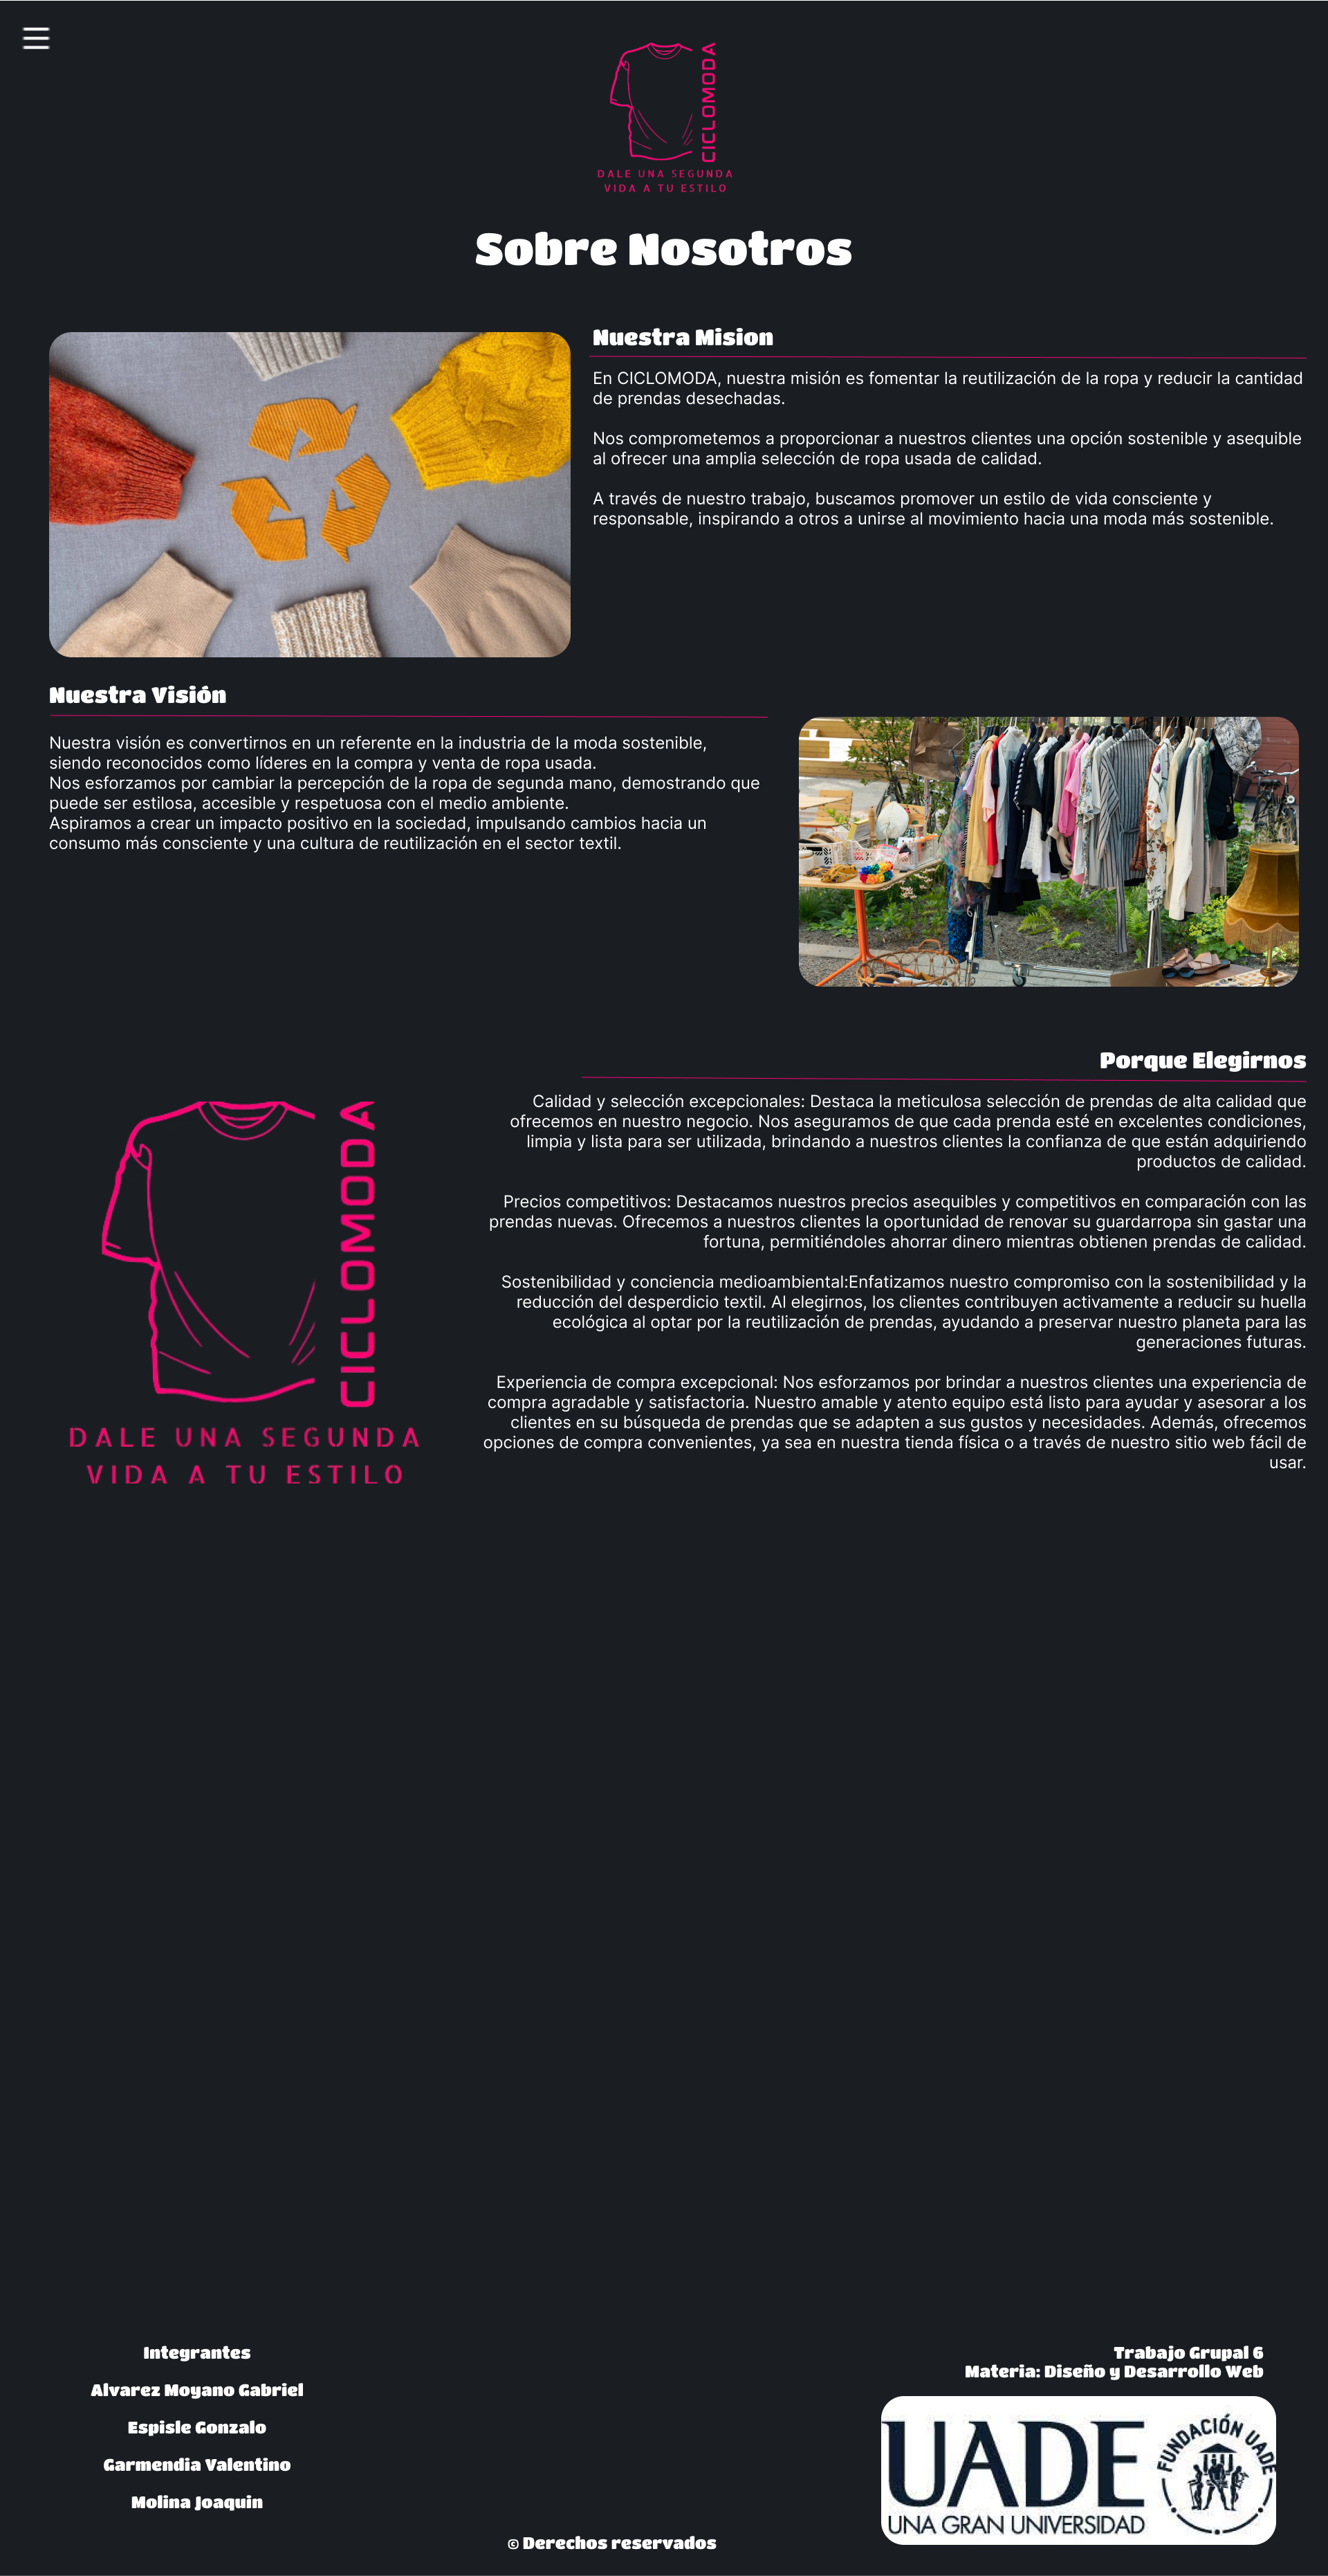 CICLOMODA
DALE UNA SEGUNDA
VIDA A TU ESTILO
Sobre Nosotros
Nuestra Mision
En CICLOMODA, nuestra misión es fomentar la reutilización de la ropa y reducir la cantidad
de prendas desechadas.
Nos comprometemos a proporcionar a nuestros clientes una opción sostenible y asequible
al ofrecer una amplia selección de ropa usada de calidad.
A través de nuestro trabajo, buscamos promover un estilo de vida consciente y
responsable, inspirando a otros a unirse al movimiento hacia una moda más sostenible.
Nuestra Visión
Nuestra visión es convertirnos en un referente en la industria de la moda sostenible,
siendo reconocidos como líderes en la compra y venta de ropa usada.
Nos esforzamos por cambiar la percepción de la ropa de segunda mano, demostrando que
puede ser estilosa, accesible y respetuosa con el medio ambiente.
Aspiramos a crear un impacto positivo en la sociedad, impulsando cambios hacia un
consumo más consciente y una cultura de reutilización en el sector textil.
Porque Elegirnos
Calidad y selección excepcionales: Destaca la meticulosa selección de prendas de alta calidad que
ofrecemos en nuestro negocio. Nos aseguramos de que cada prenda esté en excelentes condiciones,
limpia y lista para ser utilizada, brindando a nuestros clientes la confianza de que están adquiriendo
productos de calidad.
Precios competitivos: Destacamos nuestros precios asequibles y competitivos en comparación con las
prendas nuevas. Ofrecemos a nuestros clientes la oportunidad de renovar su guardarropa sin gastar una
fortuna, permitiéndoles ahorrar dinero mientras obtienen prendas de calidad.
Sostenibilidad y conciencia medioambiental:Enfatizamos nuestro compromiso con la sostenibilidad y la
reducción del desperdicio textil. Al elegirnos, los clientes contribuyen activamente a reducir su huella
ecológica al optar por la reutilización de prendas, ayudando a preservar nuestro planeta para las
generaciones futuras.
Experiencia de compra excepcional: Nos esforzamos por brindar a nuestros clientes una experiencia de
compra agradable y satisfactoria. Nuestro amable y atento equipo está listo para ayudar y asesorar a los
clientes en su búsqueda de prendas que se adapten a sus gustos y necesidades. Además, ofrecemos
opciones de compra convenientes, ya sea en nuestra tienda física o a través de nuestro sitio web fácil de
usar.
CICLOMODA
DALE UNA SEGUNDA
VIDA A TU ESTILO
Integrantes
Alvarez Moyano Gabriel
Espisle Gonzalo
Garmendia Valentino
Molina Joaquin
© Derechos reservados
Trabajo Grupal 6
Materia: Diseño y Desarrollo Web
UADE
UNA GRAN UNIVERSIDAD
FUNDACIÓN UADE